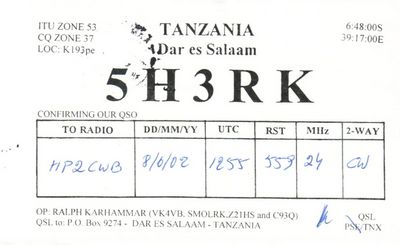 ITU ZONE 53
CQ ZONE 37
LOC: K193pe
TANZANIA
Dar es Salaam
6:48:00S
39:17:00E
5H3RK
CONFIRMING OUR QSO
TO RADIO DD/MM/YY UTC RST MHz 2-WAY
HP2CWB 8/6/02 1255 559 24 CW
OP: RALPH KARHAMMAR (VK4VB, SM0LRK,Z21HS and C93Q) QSL
QSL to: P.O. Box 9274 - DAR ES SALAAM - TANZANIA PSE/TNX